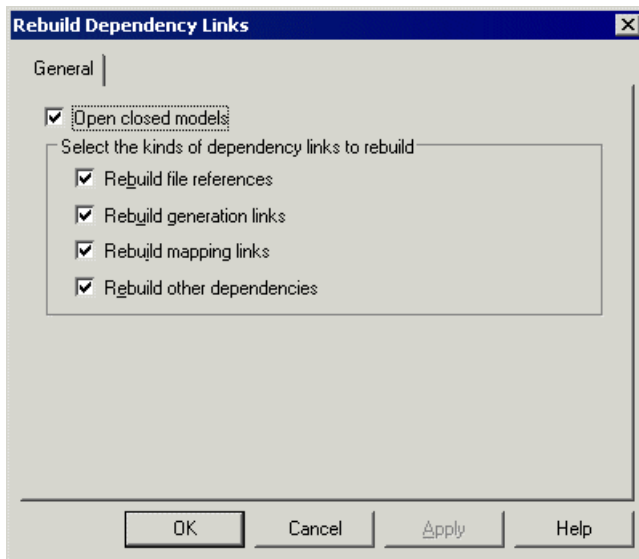 Rebuild Dependency Links
General
Open closed models
Select the kinds of dependency links to rebuild
Rebuild file references
Rebuild generation links
Rebuild mapping links
Rebuild other dependencies
OK Cancel Apply Help